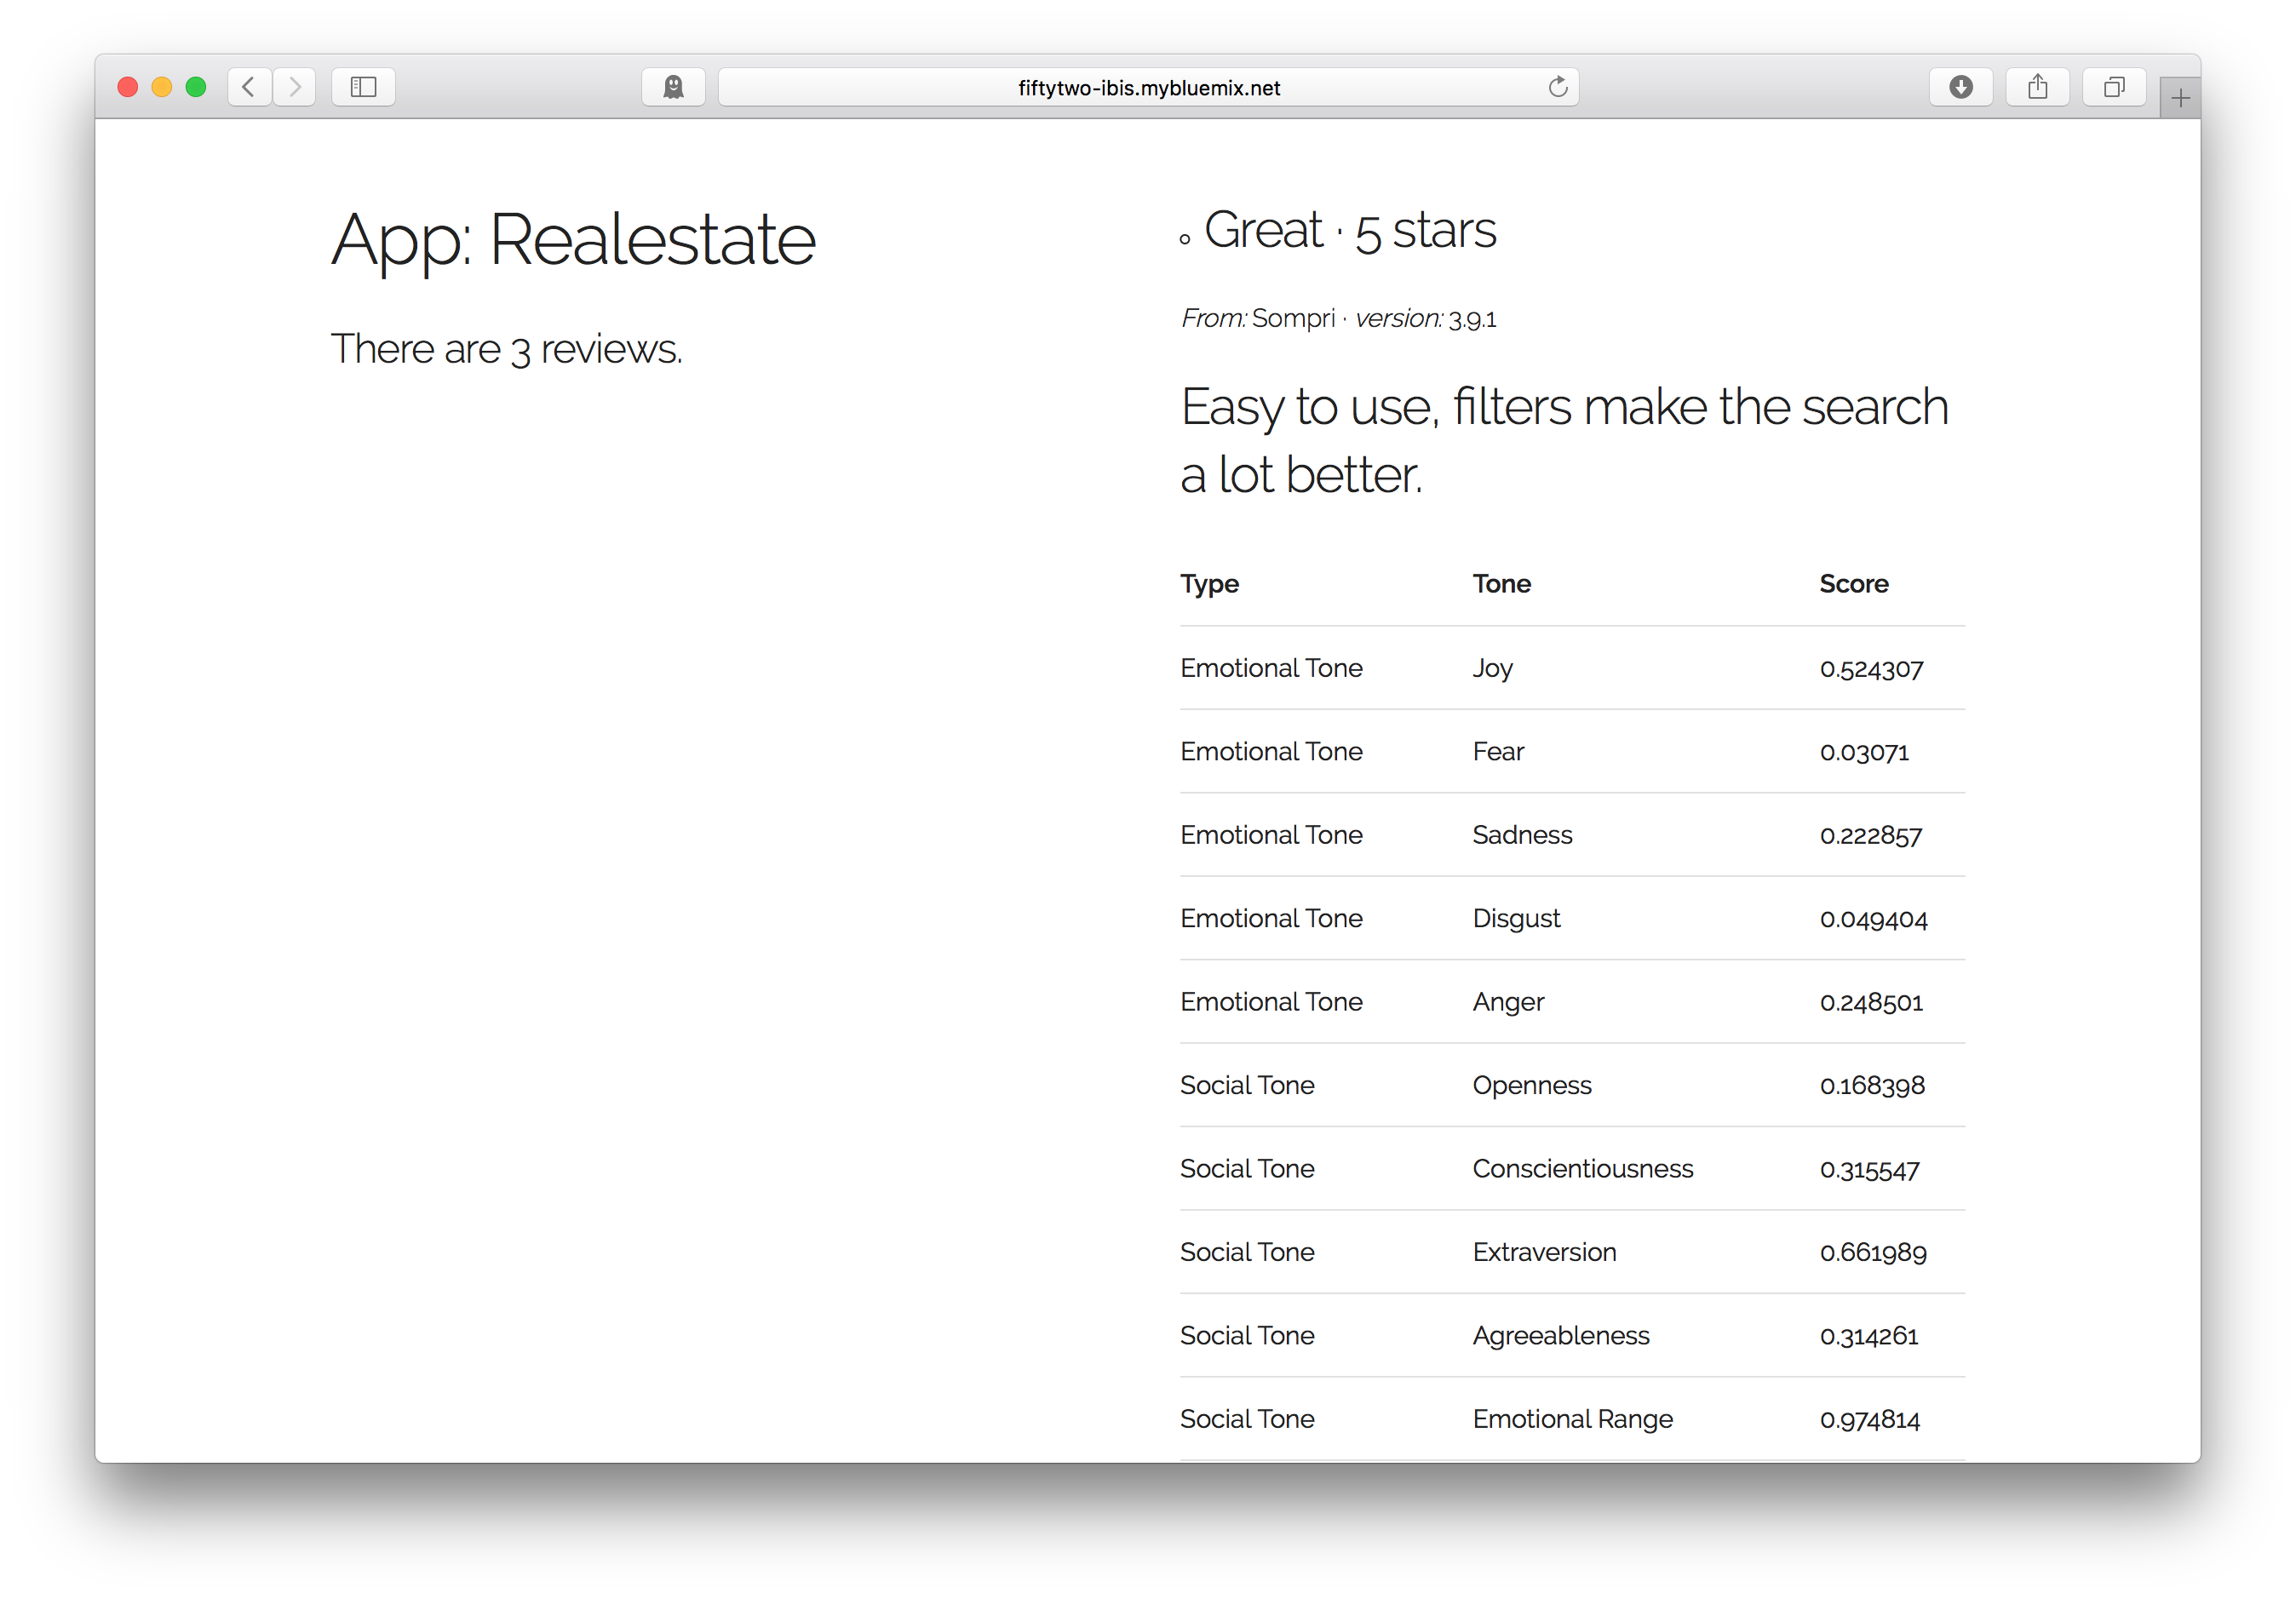 fiftytwo-ibis.mybluemix.net
App: Realestate
There are 3 reviews.
Great · 5 stars
From: Sompri · version: 3.9.1
Easy to use, filters make the search
a lot better.
Type Tone Score
Emotional Tone Joy 0.524307
Emotional Tone Fear 0.03071
Emotional Tone Sadness 0.222857
Emotional Tone Disgust 0.049404
Emotional Tone Anger 0.248501
Social Tone Openness 0.168398
Social Tone Conscientiousness 0.315547
Social Tone Extraversion 0.661989
Social Tone Agreeableness 0.314261
Social Tone Emotional Range 0.974814